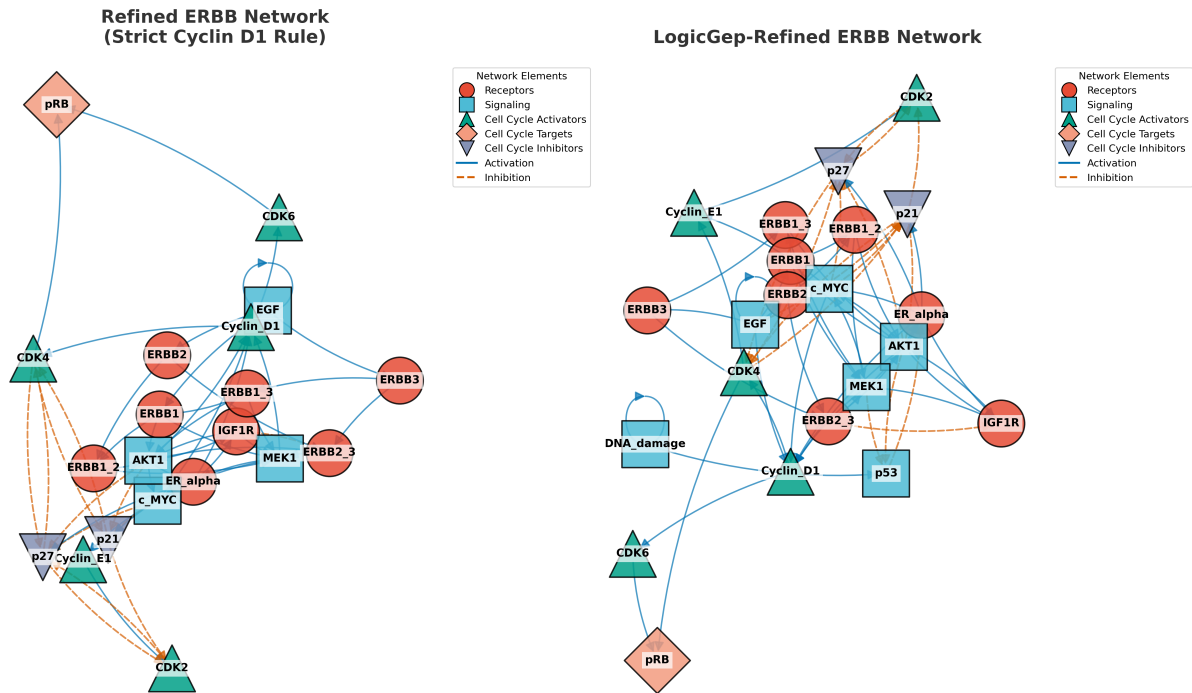 Refined ERBB Network
(Strict Cyclin D1 Rule)
pRB
CDK6
EGF
Cyclin_D1
CDK4
ERBB2
ERBB3
ERBB1_3
ERBB1
IGF1R
ERBB2_3
AKT1
MEK1
ERBB1_2
ER_alpha
c_MYC
p21
p27
Cyclin_E1
CDK2
Network Elements
Receptors
Signaling
Cell Cycle Activators
Cell Cycle Targets
Cell Cycle Inhibitors
Activation
Inhibition
LogicGep-Refined ERBB Network
CDK2
p27
Cyclin_E1
p21
ERBB1_3
ERBB1_2
ERBB1
c_MYC
ERBB2
ERBB3
ER_alpha
EGF
AKT1
CDK4
MEK1
ERBB2_3
IGF1R
DNA_damage
Cyclin_D1
p53
CDK6
pRB
Network Elements
Receptors
Signaling
Cell Cycle Activators
Cell Cycle Targets
Cell Cycle Inhibitors
Activation
Inhibition